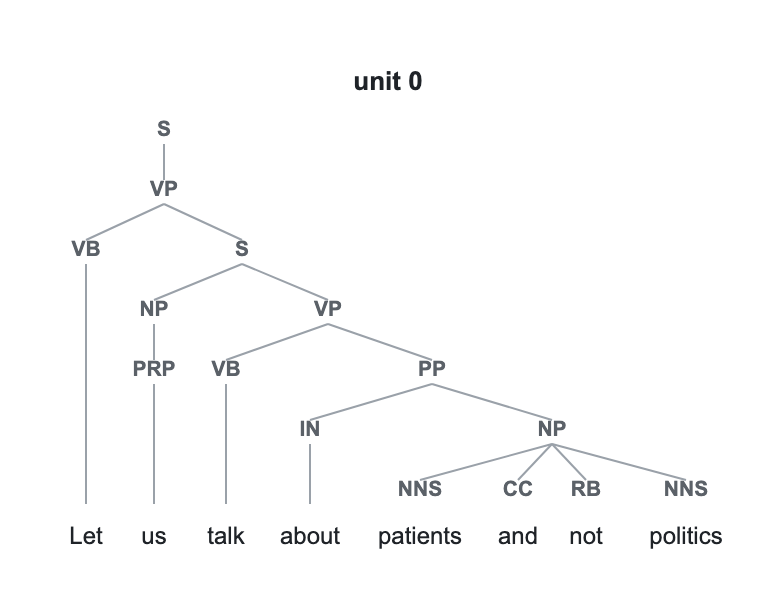 unit 0
S
VP
VB S
NP VP
PRP VB PP
IN NP
NNS CC RB NNS
Let us talk about patients and not politics